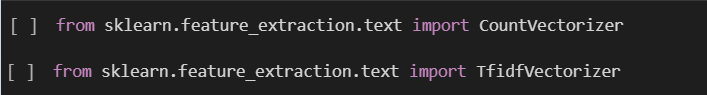 [ ] from sklearn.feature_extraction.text import CountVectorizer
[ ] from sklearn.feature_extraction.text import TfidfVectorizer